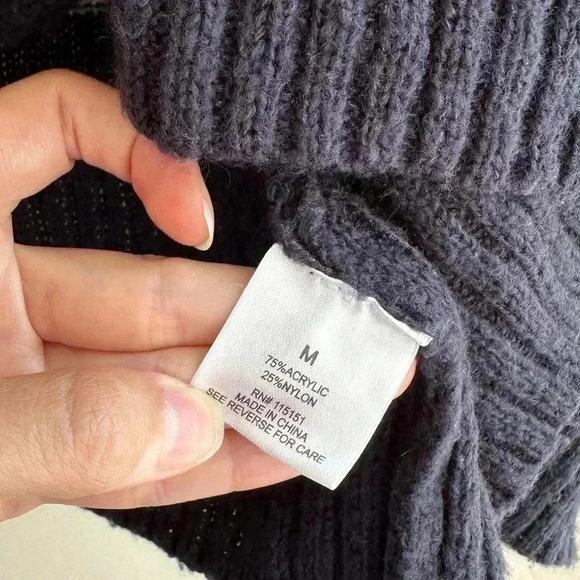 M
75%ACRYLIC
25%NYLON
RN# 115151
MADE IN CHINA
SEE REVERSE FOR CARE